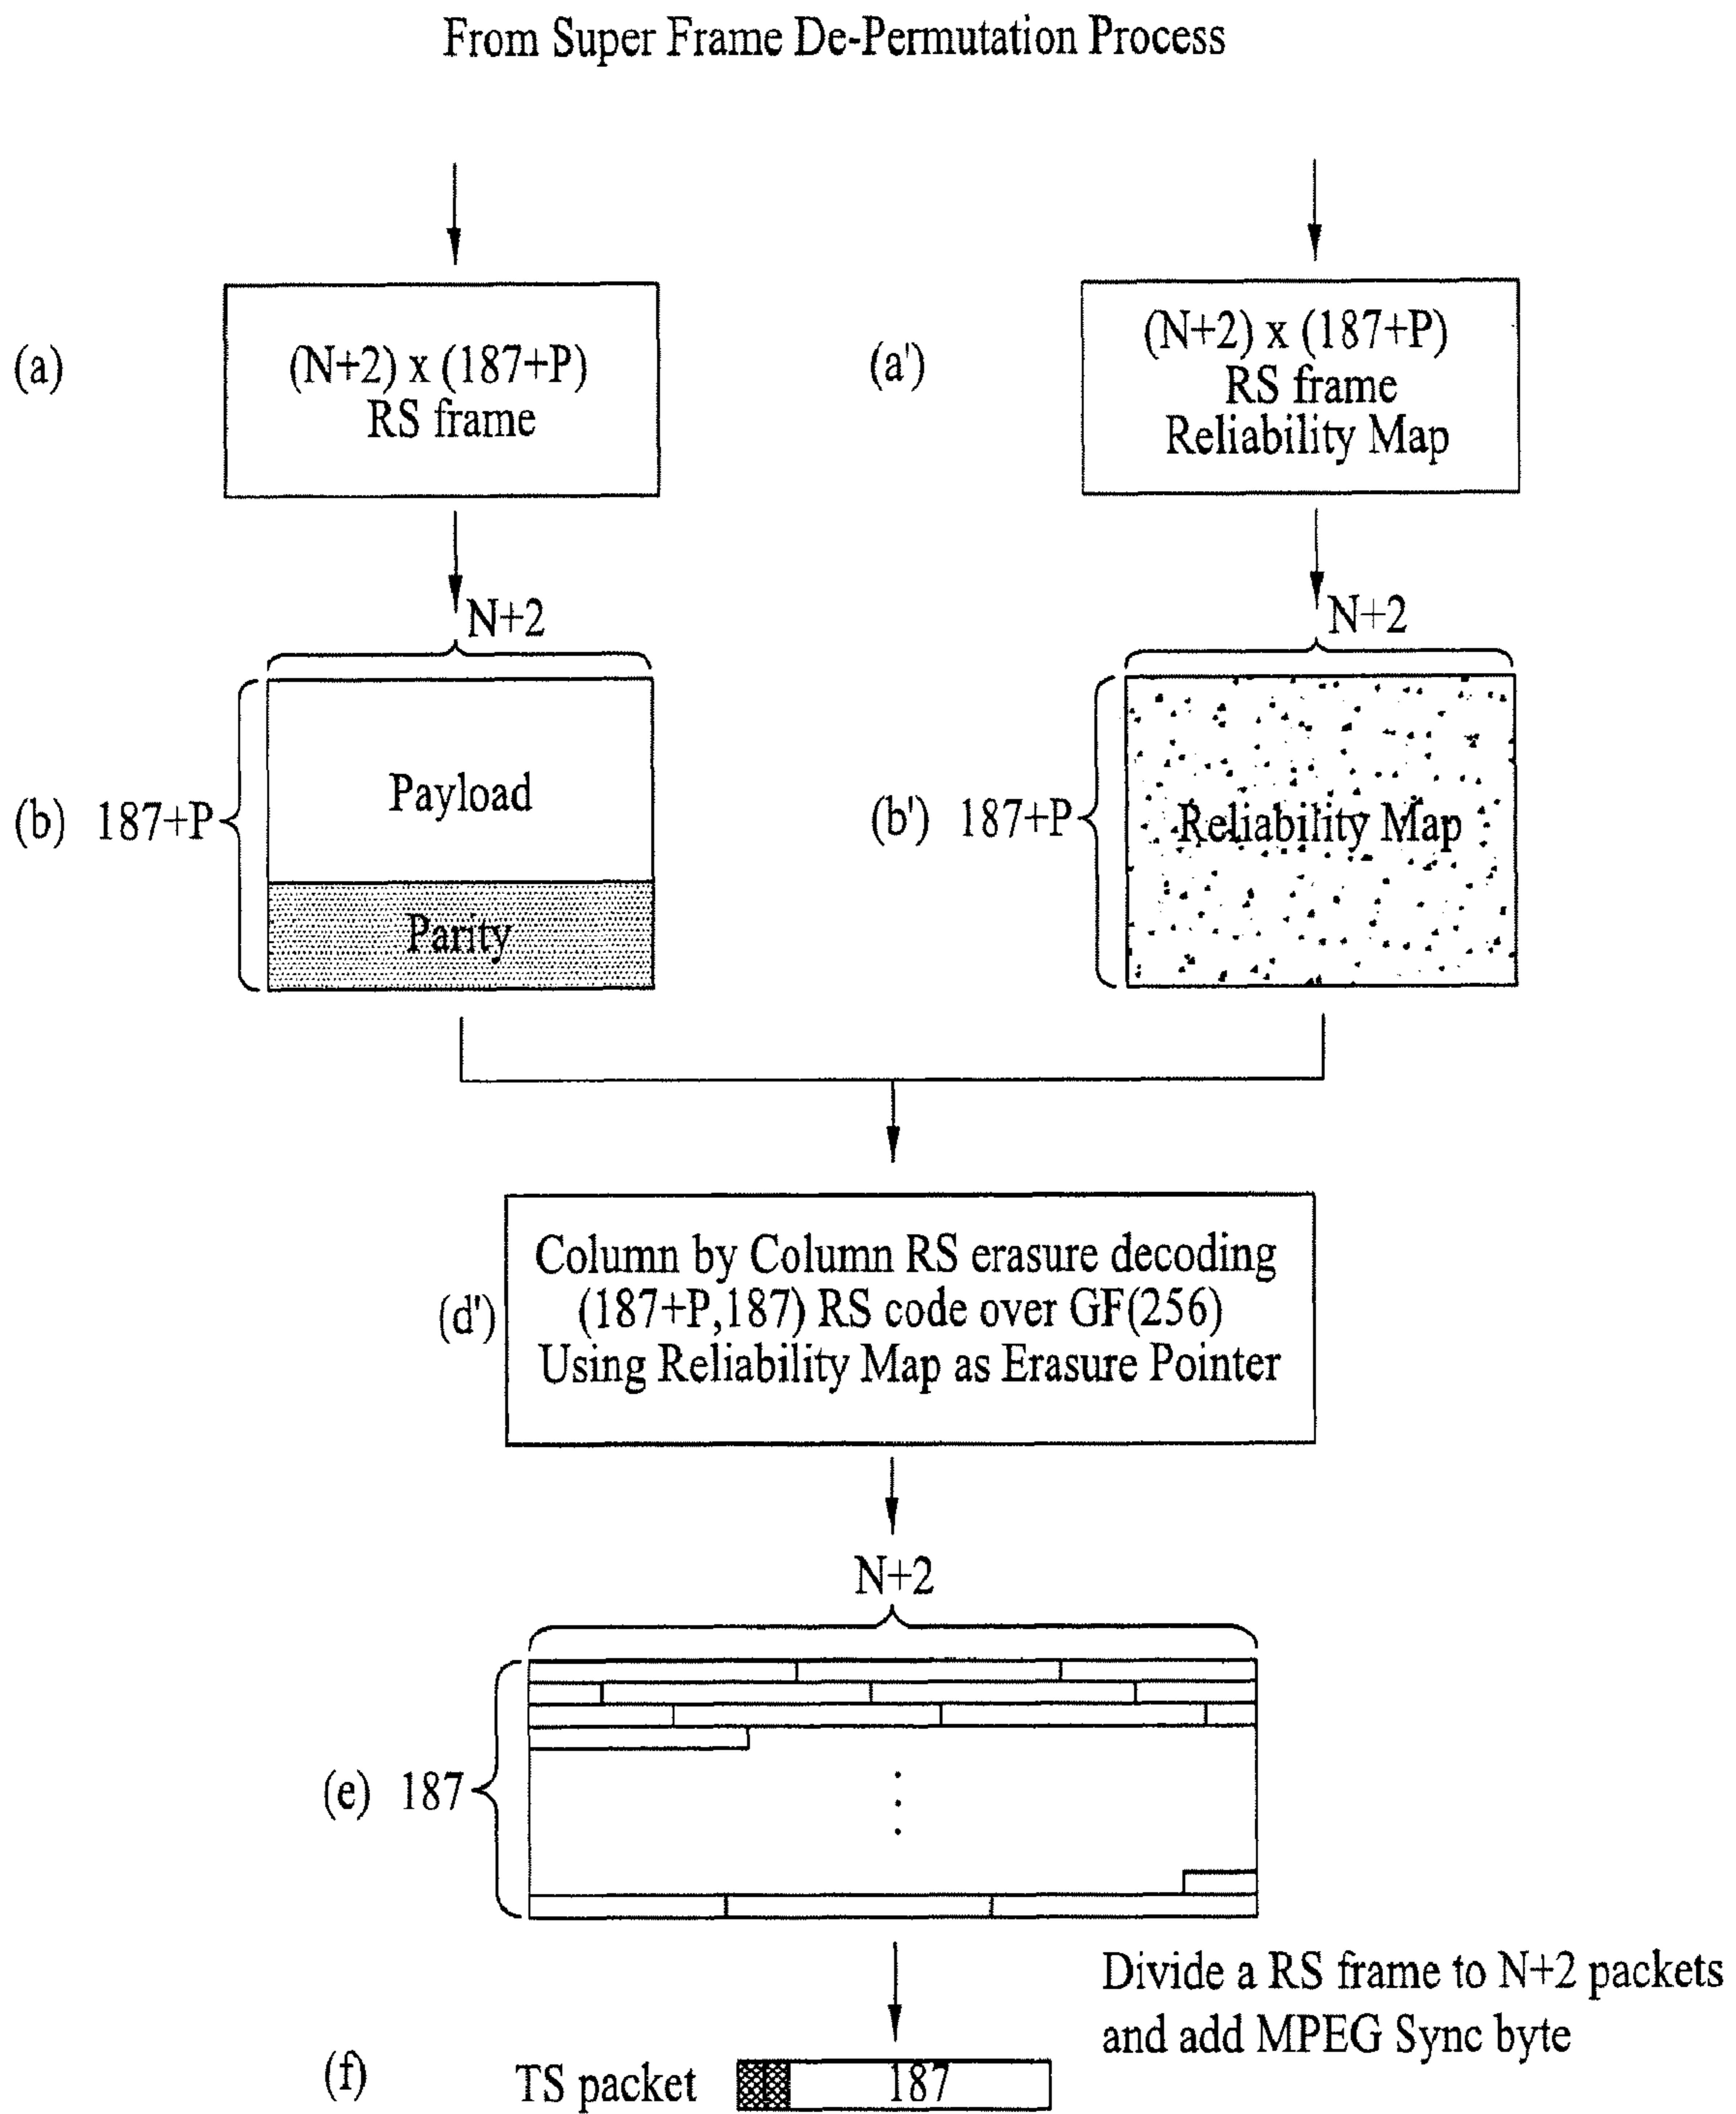 From Super Frame De-Permutation Process
(a)
(N+2) x (187+P)
RS frame
(a')
(N+2) x (187+P)
RS frame
Reliability Map
N+2
(b) 187+P
Payload
Parity
N+2
(b') 187+P
Reliability Map
(d')
Column by Column RS erasure decoding
(187+P,187) RS code over GF(256)
Using Reliability Map as Erasure Pointer
N+2
(e) 187
Divide a RS frame to N+2 packets
and add MPEG Sync byte
(f) TS packet 187